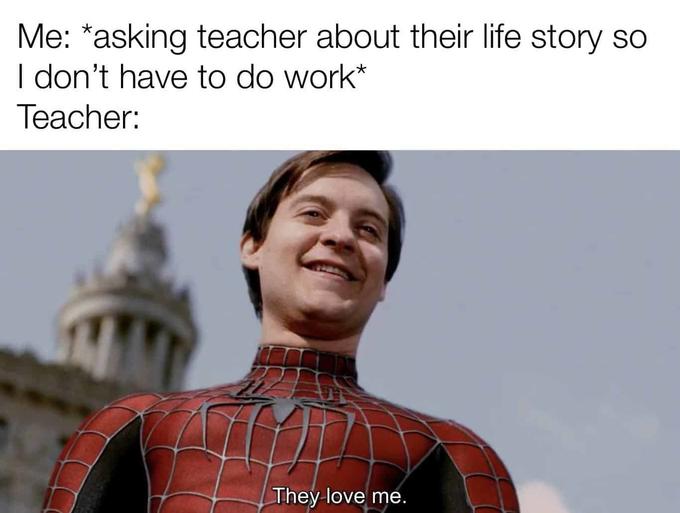 Me: *asking teacher about their life story so
I don’t have to do work*
Teacher:
They love me.